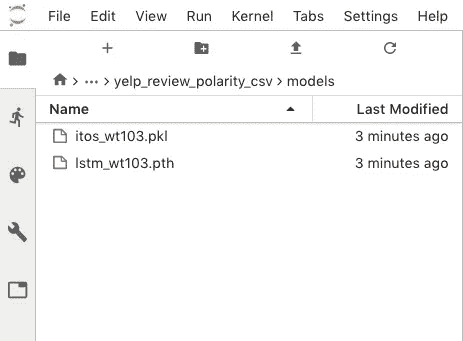 File Edit View Run Kernel Tabs Settings Help
… > yelp_review_polarity_csv > models
Name Last Modified
itos_wt103.pkl 3 minutes ago
lstm_wt103.pth 3 minutes ago